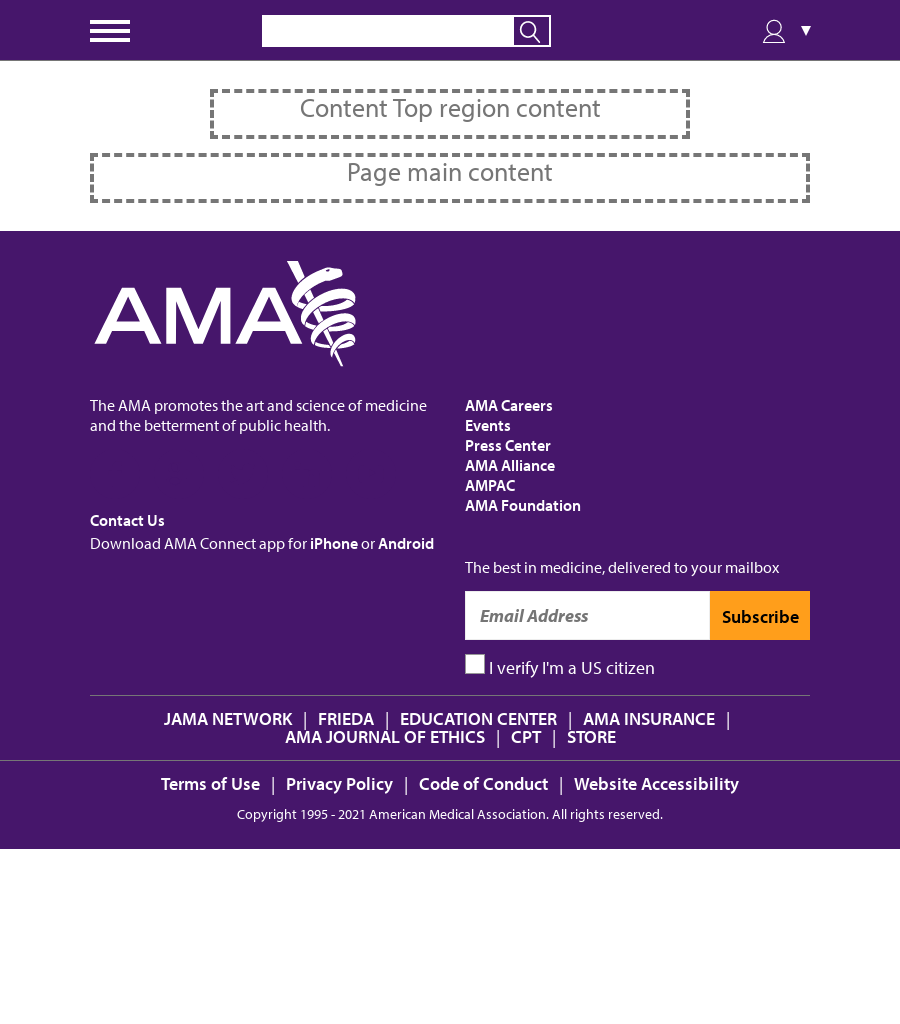 Content Top region content
Page main content
AMA
The AMA promotes the art and science of medicine
and the betterment of public health.
Contact Us
Download AMA Connect app for iPhone or Android
AMA Careers
Events
Press Center
AMA Alliance
AMPAC
AMA Foundation
The best in medicine, delivered to your mailbox
Email Address
Subscribe
I verify I'm a US citizen
JAMA NETWORK | FRIEDA | EDUCATION CENTER | AMA INSURANCE |
AMA JOURNAL OF ETHICS | CPT | STORE
Terms of Use | Privacy Policy | Code of Conduct | Website Accessibility
Copyright 1995 - 2021 American Medical Association. All rights reserved.